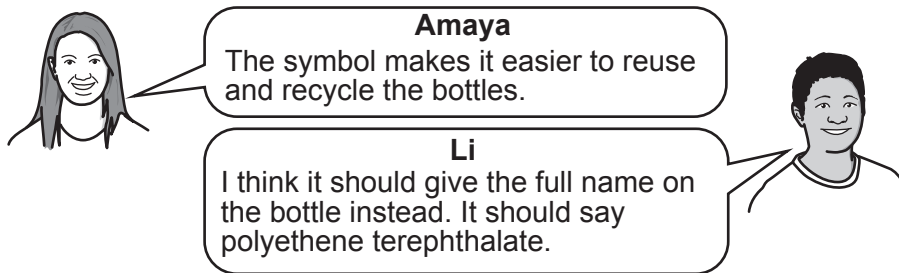 Amaya
The symbol makes it easier to reuse
and recycle the bottles.
Li
I think it should give the full name on
the bottle instead. It should say
polyethene terephthalate.